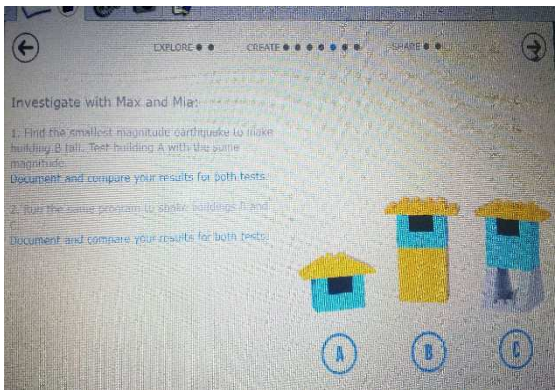 EXPLORE CREATE SHARE
Investigate with Max and Mia:
1. Find the smallest magnitude earthquake to make
building B fall. Test building A with the same
magnitude.
Document and compare your results for both tests.
2. Run the same program to shake buildings B and
C.
Document and compare your results for both tests.
A B C